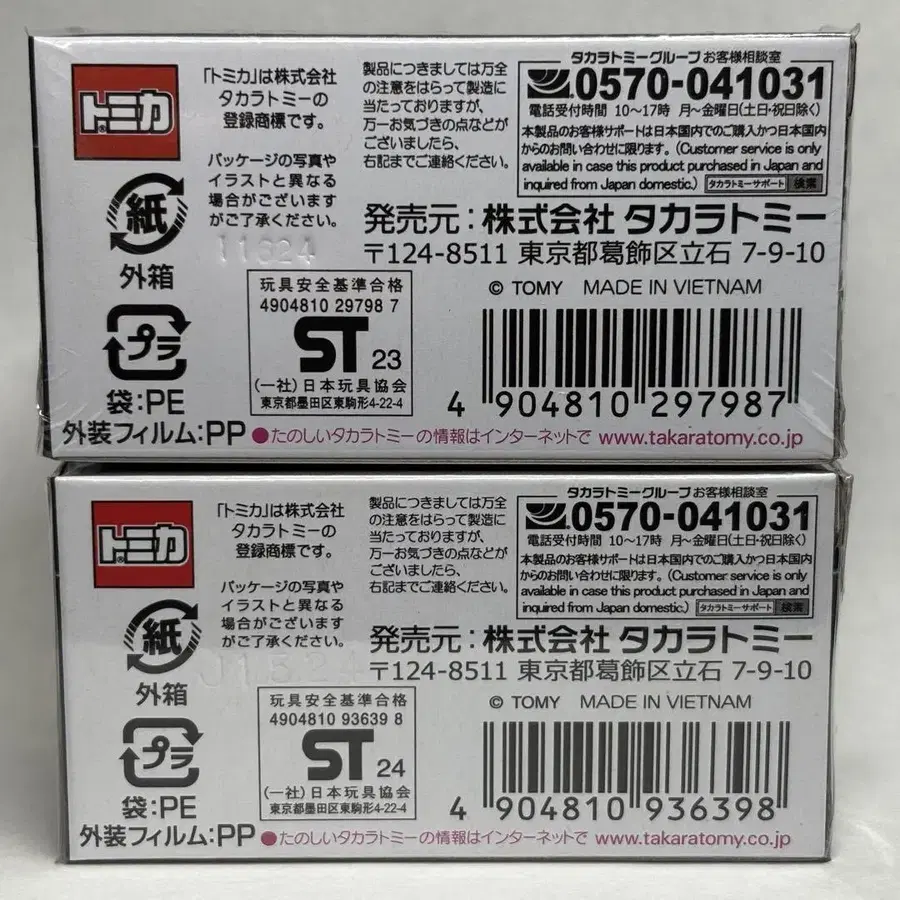 トミカ
「トミカ」は株式会社
タカラトミーの
登録商標です。
パッケージの写真や
イラストと異なる
場合がございます
がご了承ください。
11624
製品につきましては万全
の注意をはらって製造に
当たっておりますが、
万一お気づきの点などが
ございましたら、
右記までご連絡ください。
タカラトミーグループ お客様相談室
0570-041031
電話受付時間 10〜17時 月〜金曜日(土日・祝日除く)
本製品のお客様サポートは日本国内でのご購入かつ日本国内
からのお問い合わせに限ります。(Customer service is only
available in case this product purchased in Japan and
inquired from Japan domestic.) タカラトミーサポート 検索
発売元：株式会社 タカラトミー
〒124-8511 東京都葛飾区立石 7-9-10
© TOMY MADE IN VIETNAM
紙
外箱
プラ
袋:PE
外装フィルム:PP
玩具安全基準合格
4904810 29798 7
ST 23
(一社)日本玩具協会
東京都墨田区東駒形4-22-4
4 904810 297987
●たのしいタカラトミーの情報はインターネットで www.takaratomy.co.jp
トミカ
「トミカ」は株式会社
タカラトミーの
登録商標です。
パッケージの写真や
イラストと異なる
場合がございます
がご了承ください。
製品につきましては万全
の注意をはらって製造に
当たっておりますが、
万一お気づきの点などが
ございましたら、
右記までご連絡ください。
タカラトミーグループ お客様相談室
0570-041031
電話受付時間 10〜17時 月〜金曜日(土日・祝日除く)
本製品のお客様サポートは日本国内でのご購入かつ日本国内
からのお問い合わせに限ります。(Customer service is only
available in case this product purchased in Japan and
inquired from Japan domestic.) タカラトミーサポート 検索
発売元：株式会社 タカラトミー
〒124-8511 東京都葛飾区立石 7-9-10
© TOMY MADE IN VIETNAM
紙
外箱
プラ
袋:PE
外装フィルム:PP
玩具安全基準合格
4904810 93639 8
ST 24
(一社)日本玩具協会
東京都墨田区東駒形4-22-4
4 904810 936398
●たのしいタカラトミーの情報はインターネットで www.takaratomy.co.jp